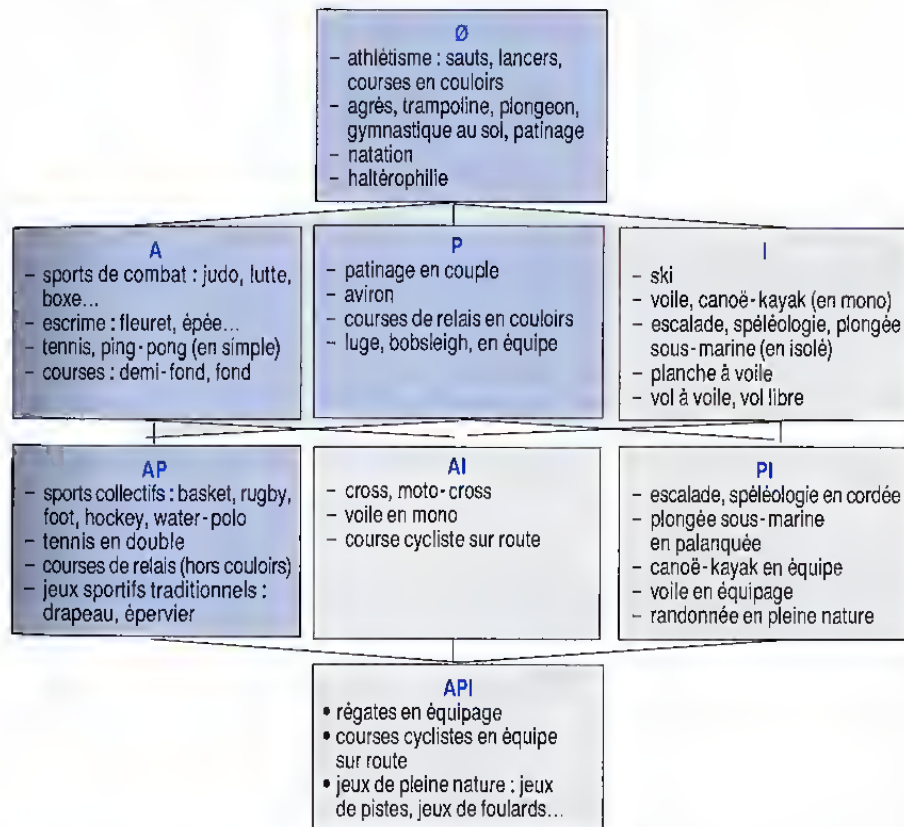 Ø
– athlétisme : sauts, lancers,
courses en couloirs
– agrès, trampoline, plongeon,
gymnastique au sol, patinage
– natation
– haltérophilie
A
– sports de combat : judo, lutte,
boxe...
– escrime : fleuret, épée...
– tennis, ping-pong (en simple)
– courses : demi-fond, fond
P
– patinage en couple
– aviron
– courses de relais en couloirs
– luge, bobsleigh, en équipe
I
– ski
– voile, canoë-kayak (en mono)
– escalade, spéléologie, plongée
sous-marine (en isolé)
– planche à voile
– vol à voile, vol libre
AP
– sports collectifs : basket, rugby,
foot, hockey, water-polo
– tennis en double
– courses de relais (hors couloirs)
– jeux sportifs traditionnels :
drapeau, épervier
AI
– cross, moto-cross
– voile en mono
– course cycliste sur route
PI
– escalade, spéléologie en cordée
– plongée sous-marine
en palanquée
– canoë-kayak en équipe
– voile en équipage
– randonnée en pleine nature
API
• régates en équipage
• courses cyclistes en équipe
sur route
• jeux de pleine nature : jeux
de pistes, jeux de foulards...